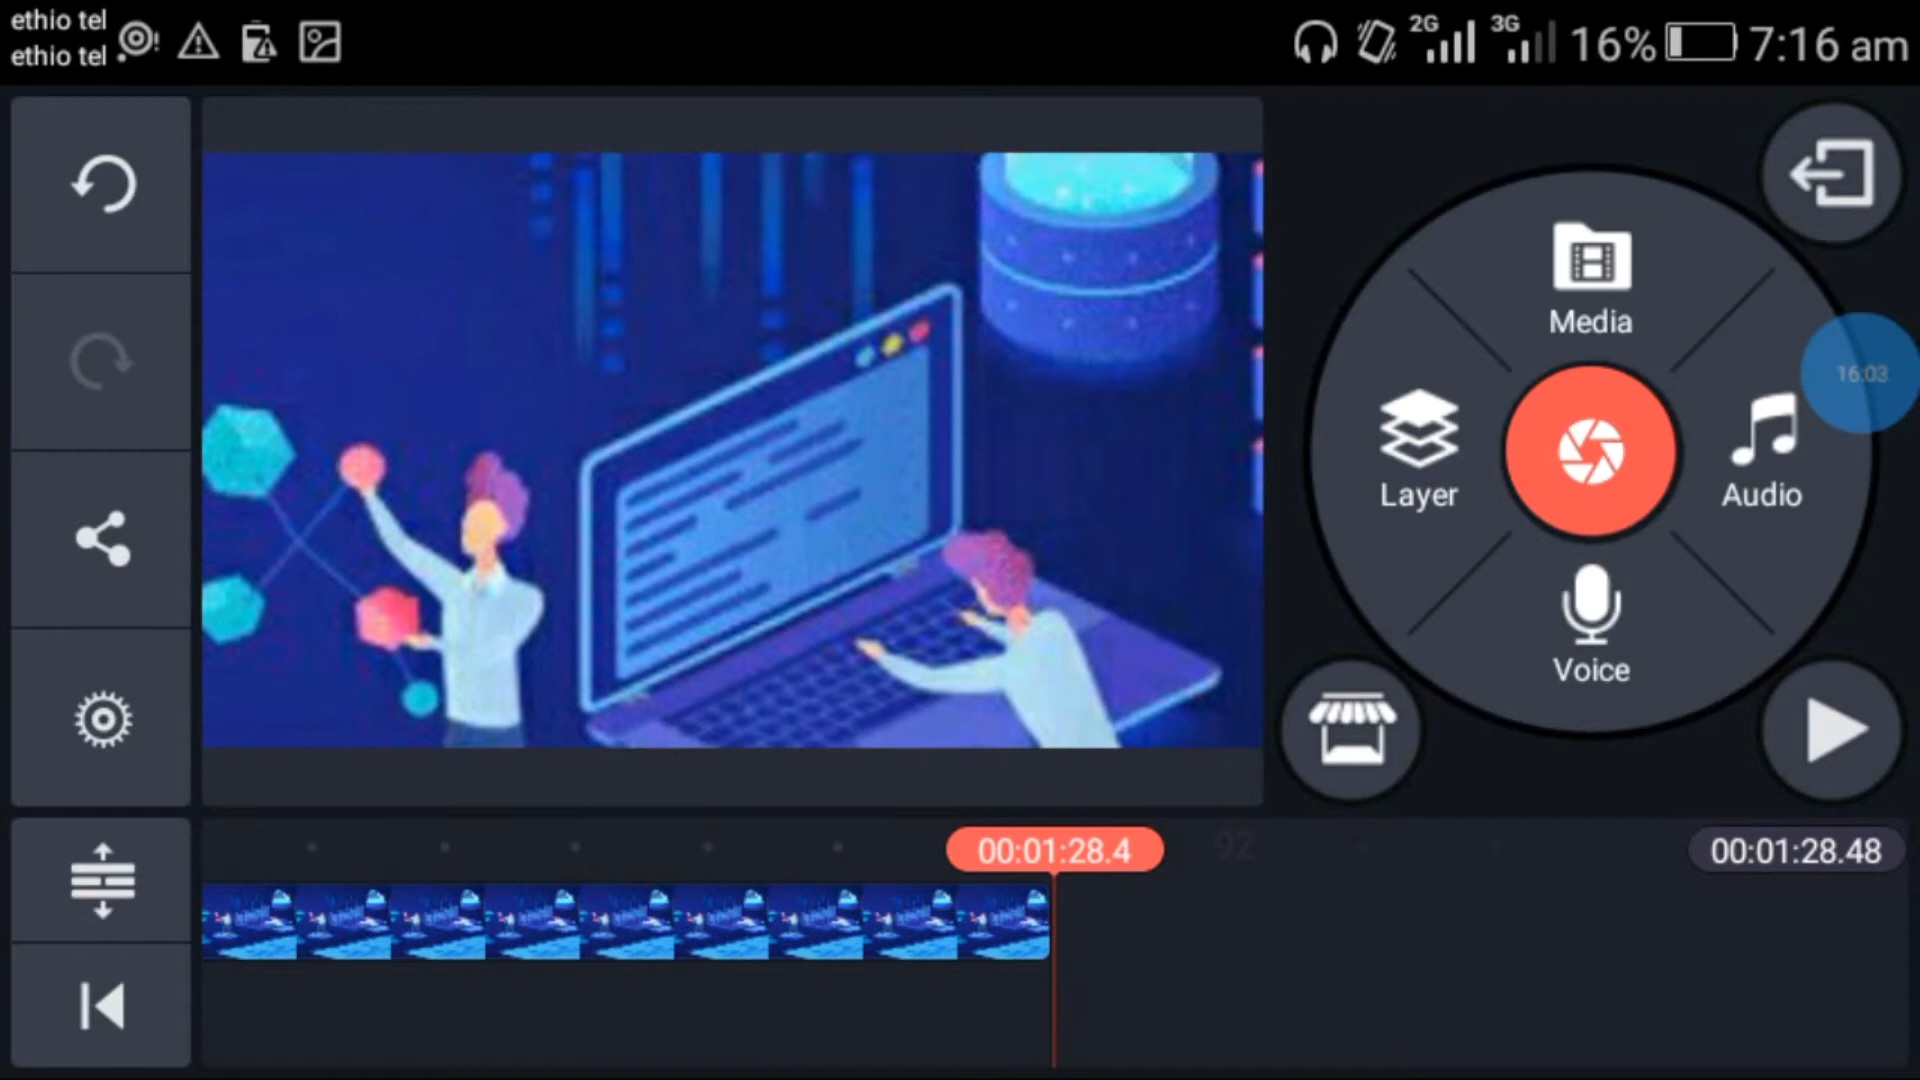 ethio tel
ethio tel
2G
3G
16%
7:16 am
Media
16:03
Layer
Audio
Voice
00:01:28.4
92
00:01:28.48